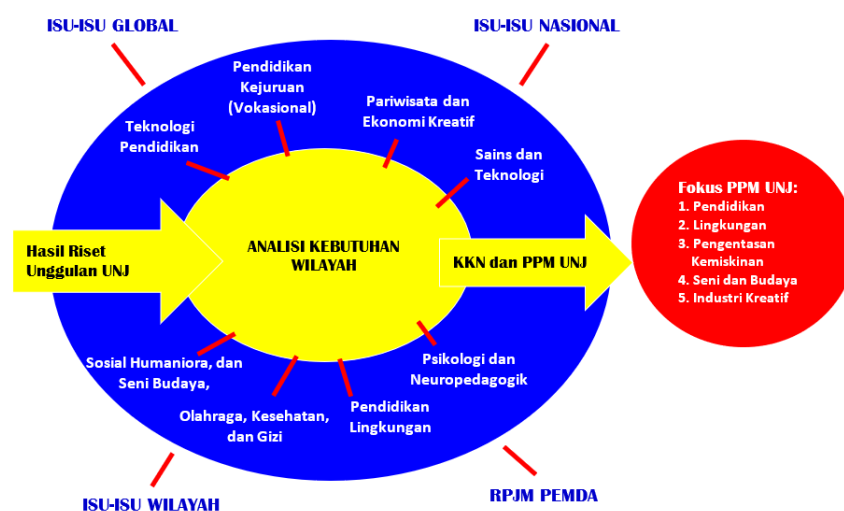 ISU-ISU GLOBAL
ISU-ISU NASIONAL
Pendidikan
Kejuruan
(Vokasional)
Pariwisata dan
Ekonomi Kreatif
Teknologi
Pendidikan
Sains dan
Teknologi
Hasil Riset
Unggulan UNJ
ANALISI KEBUTUHAN
WILAYAH
KKN dan PPM UNJ
Fokus PPM UNJ:
1. Pendidikan
2. Lingkungan
3. Pengentasan
Kemiskinan
4. Seni dan Budaya
5. Industri Kreatif
Sosial Humaniora, dan
Seni Budaya,
Olahraga, Kesehatan,
dan Gizi
Pendidikan
Lingkungan
Psikologi dan
Neuropedagogik
ISU-ISU WILAYAH
RPJM PEMDA